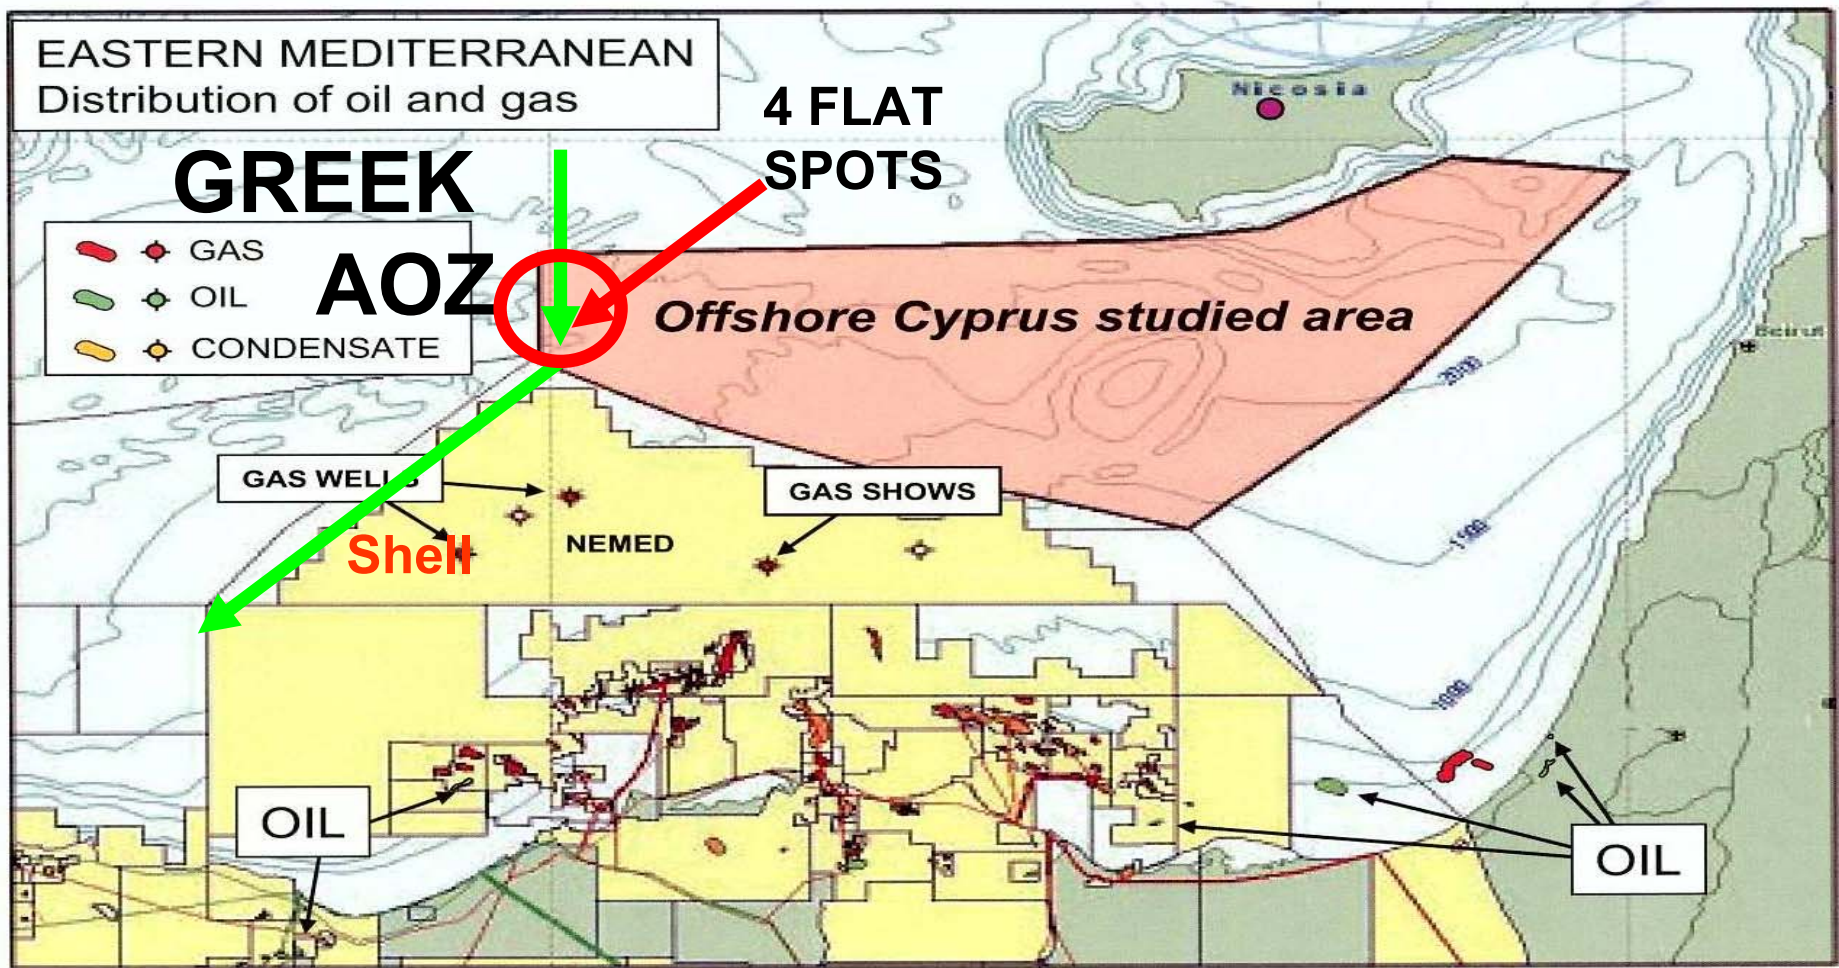 EASTERN MEDITERRANEAN
Distribution of oil and gas
4 FLAT
SPOTS
Nicosia
GREEK
AOZ
GAS
OIL
CONDENSATE
Offshore Cyprus studied area
Beirut
2000
GAS WELLS
GAS SHOWS
Shell
NEMED
1500
1000
OIL
OIL